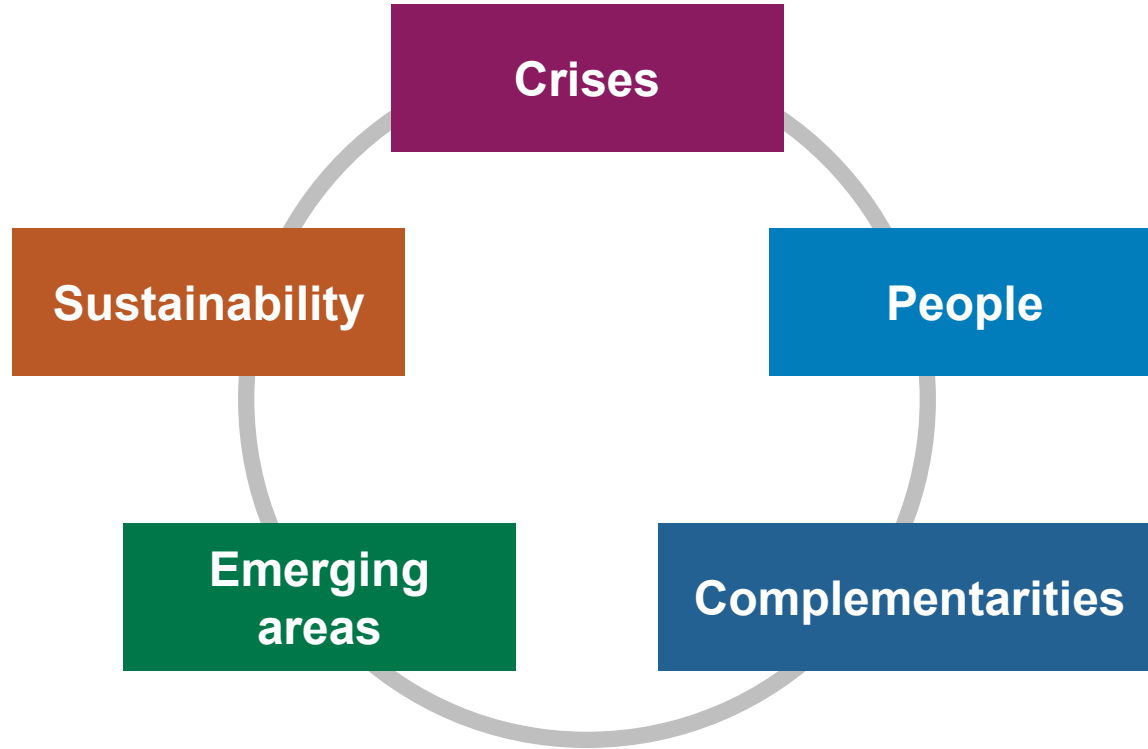 Crises
Sustainability
People
Emerging
areas
Complementarities